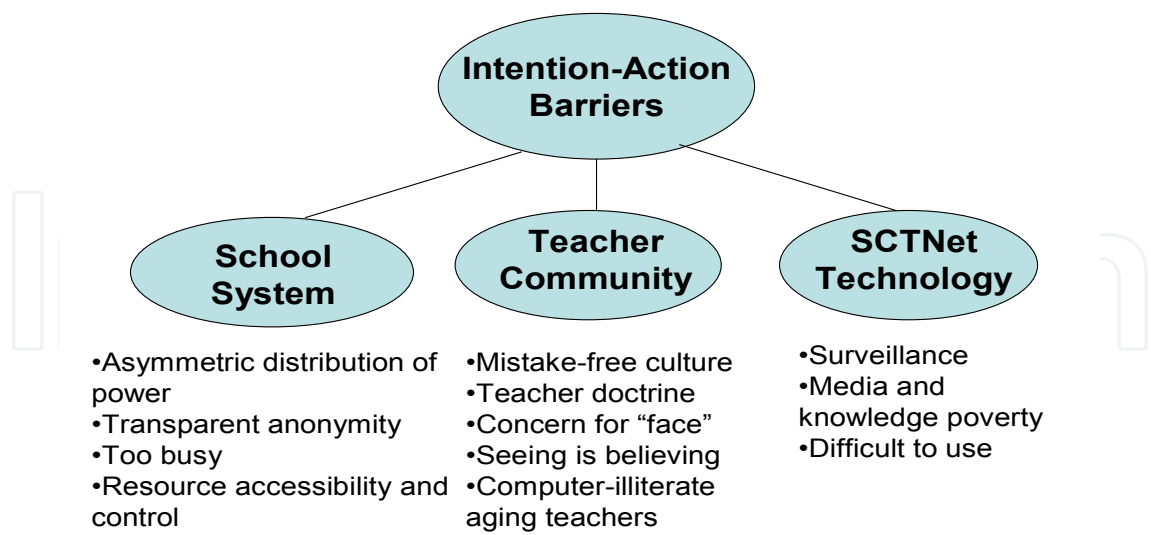 Intention-Action
Barriers
School
System
Teacher
Community
SCTNet
Technology
•Asymmetric distribution of
power
•Transparent anonymity
•Too busy
•Resource accessibility and
control
•Mistake-free culture
•Teacher doctrine
•Concern for “face”
•Seeing is believing
•Computer-illiterate
aging teachers
•Surveillance
•Media and
knowledge poverty
•Difficult to use